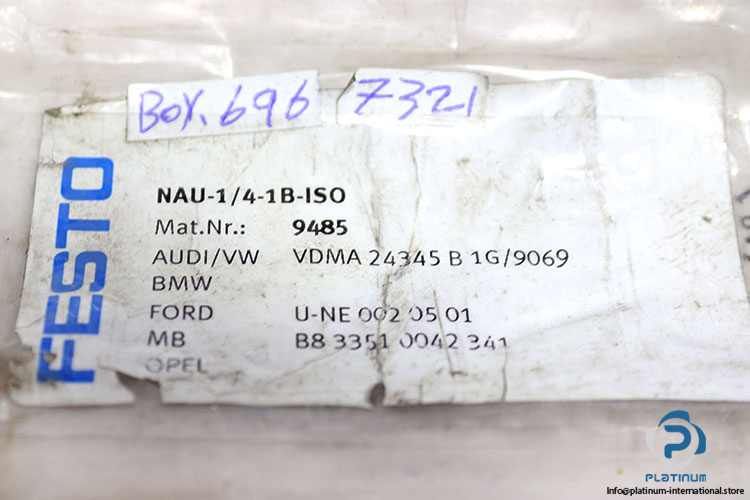 Box. 696 7321
FESTO
NAU-1/4-1B-ISO
Mat.Nr.: 9485
AUDI/VW VDMA 24345 B 1G/9069
BMW
FORD U-NE 002 05 01
MB B8 3351 0042 341
OPEL
PLATINUM
Info@platinum-international.store